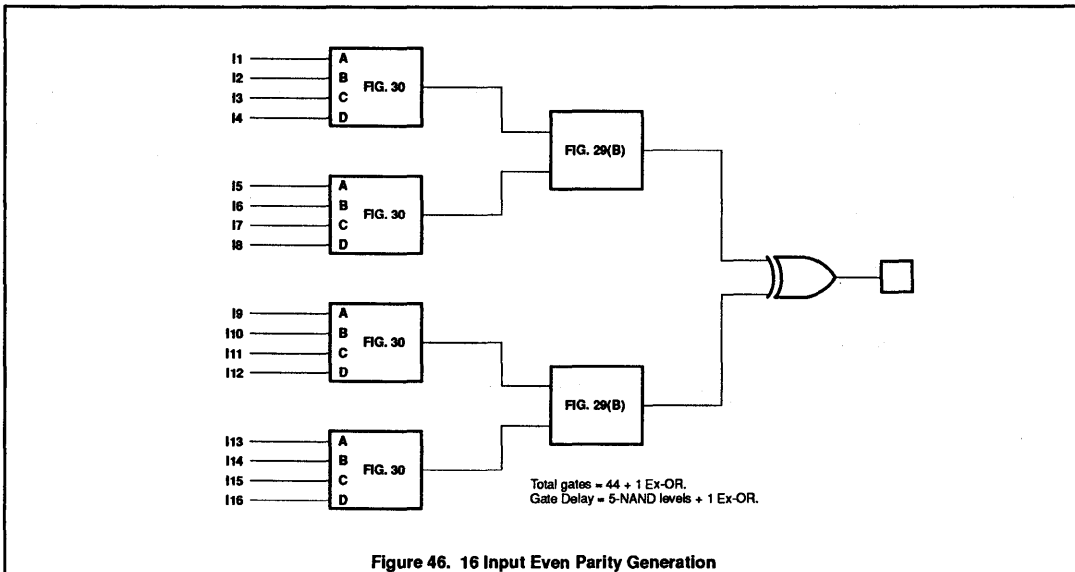 I1 A
I2 B
I3 C
I4 D
FIG. 30
I5 A
I6 B
I7 C
I8 D
FIG. 30
FIG. 29(B)
I9 A
I10 B
I11 C
I12 D
FIG. 30
I13 A
I14 B
I15 C
I16 D
FIG. 30
FIG. 29(B)
Total gates = 44 + 1 Ex-OR.
Gate Delay = 5-NAND levels + 1 Ex-OR.
Figure 46. 16 Input Even Parity Generation